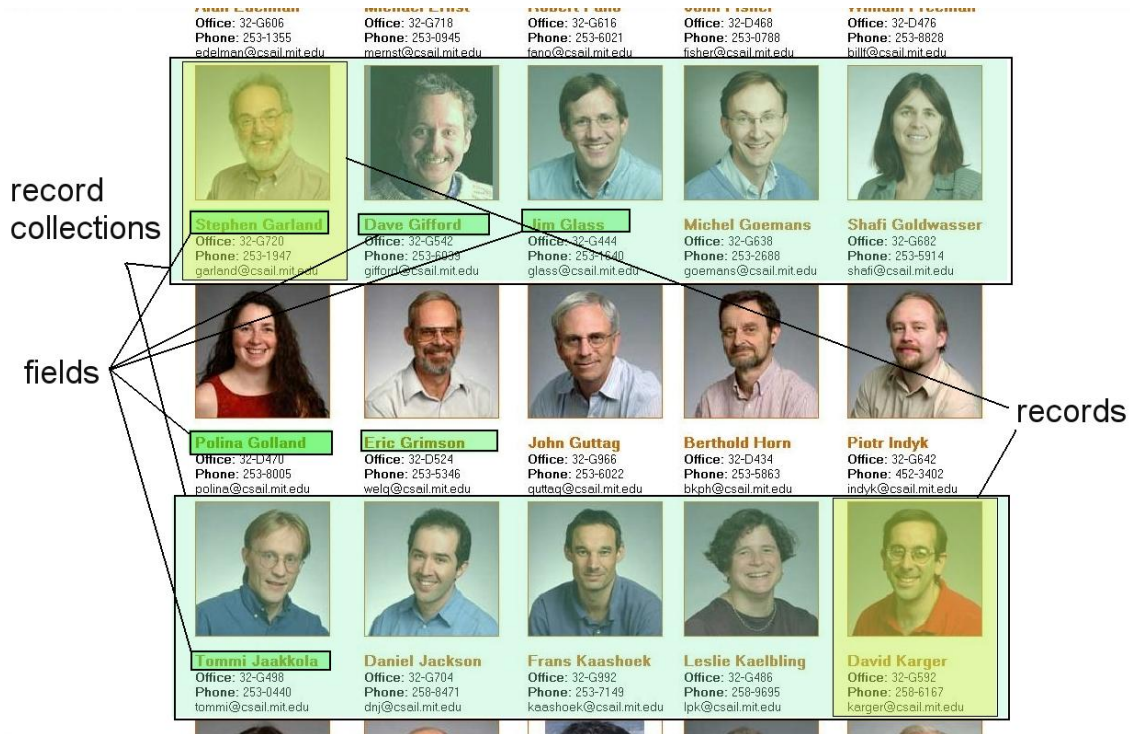 Office: 32-G606 Office: 32-G718 Office: 32-G616 Office: 32-D468 Office: 32-D476
Phone: 253-1355 Phone: 253-0945 Phone: 253-6021 Phone: 253-0788 Phone: 253-8828
edelman@csail.mit.edu mernst@csail.mit.edu fano@csail.mit.edu fisher@csail.mit.edu billf@csail.mit.edu
record
collections
Stephen Garland Dave Gifford Jim Glass Michel Goemans Shafi Goldwasser
Office: 32-G720 Office: 32-G542 Office: 32-G444 Office: 32-G638 Office: 32-G682
Phone: 253-1947 Phone: 253-6039 Phone: 253-1640 Phone: 253-2688 Phone: 253-5914
garland@csail.mit.edu gifford@csail.mit.edu glass@csail.mit.edu goemans@csail.mit.edu shafi@csail.mit.edu
fields
records
Polina Golland Eric Grimson John Guttag Berthold Horn Piotr Indyk
Office: 32-D470 Office: 32-D524 Office: 32-G966 Office: 32-D434 Office: 32-G642
Phone: 253-8005 Phone: 253-5346 Phone: 253-6022 Phone: 253-5863 Phone: 452-3402
polina@csail.mit.edu welg@csail.mit.edu guttag@csail.mit.edu bkph@csail.mit.edu indyk@csail.mit.edu
Tommi Jaakkola Daniel Jackson Frans Kaashoek Leslie Kaelbling David Karger
Office: 32-G498 Office: 32-G704 Office: 32-G992 Office: 32-G486 Office: 32-G592
Phone: 253-0440 Phone: 258-8471 Phone: 253-7149 Phone: 258-9695 Phone: 258-6167
tommi@csail.mit.edu dnj@csail.mit.edu kaashoek@csail.mit.edu lpk@csail.mit.edu karger@csail.mit.edu